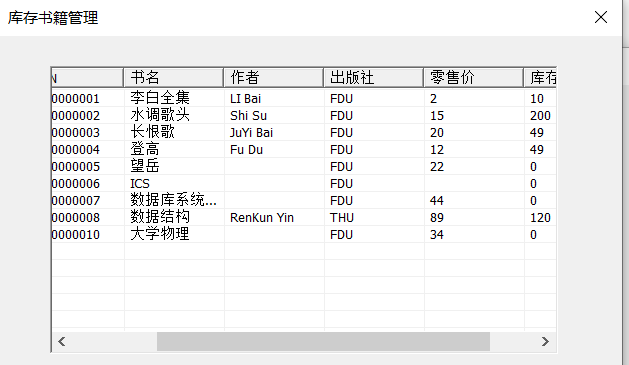 库存书籍管理
N 书名 作者 出版社 零售价 库存
0000001 李白全集 LI Bai FDU 2 10
0000002 水调歌头 Shi Su FDU 15 200
0000003 长恨歌 JuYi Bai FDU 20 49
0000004 登高 Fu Du FDU 12 49
0000005 望岳 FDU 22 0
0000006 ICS FDU 0
0000007 数据库系统... FDU 44 0
0000008 数据结构 RenKun Yin THU 89 120
0000010 大学物理 FDU 34 0